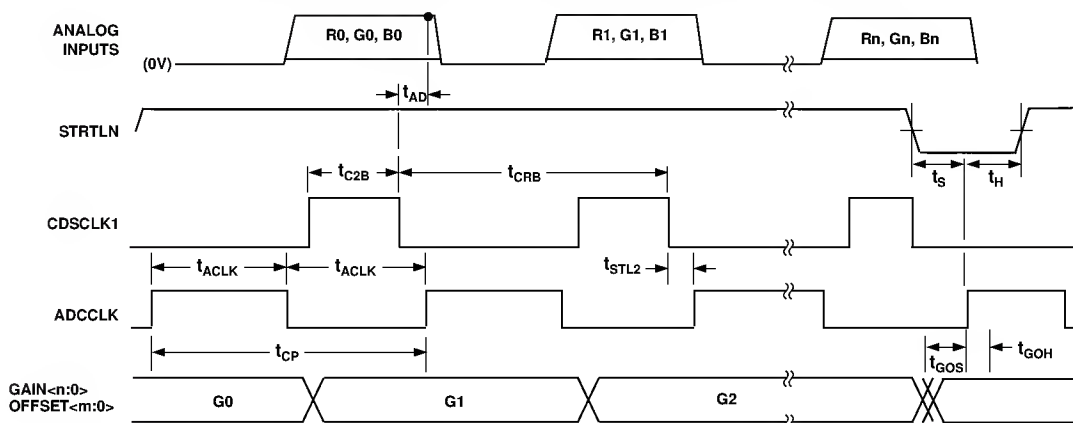 ANALOG
INPUTS
(0V)
R0, G0, B0
R1, G1, B1
Rn, Gn, Bn
tAD
STRTLN
tS
tH
tC2B
tCRB
CDSCLK1
tACLK
tACLK
tSTL2
ADCCLK
tCP
tGOS
tGOH
GAIN<n:0>
OFFSET<m:0>
G0
G1
G2